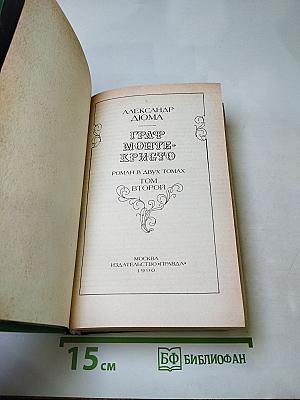 АЛЕКСАНДР
ДЮМА
ГРАФ
МОНТЕ-
КРИСТО
РОМАН В ДВУХ ТОМАХ
ТОМ
ВТОРОЙ
МОСКВА
ИЗДАТЕЛЬСТВО «ПРАВДА»
1990
15 см
БФ БИБЛИОФАН